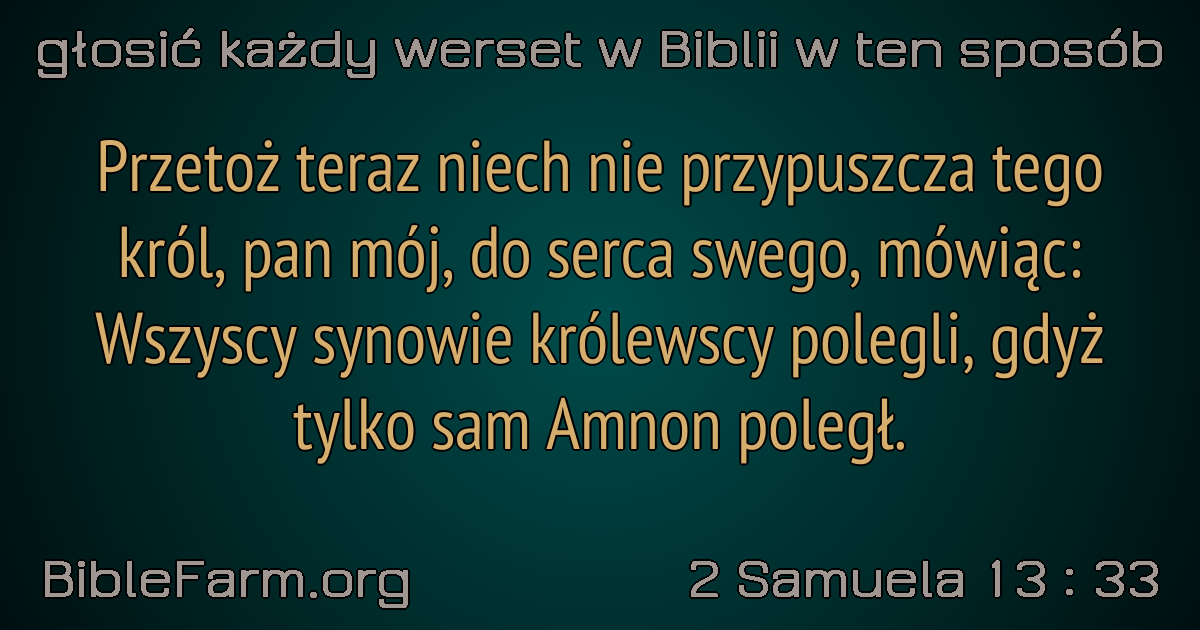 głosić każdy werset w Biblii w ten sposób
Przetoż teraz niech nie przypuszcza tego
król, pan mój, do serca swego, mówiąc:
Wszyscy synowie królewscy polegli, gdyż
tylko sam Amnon poległ.
BibleFarm.org
2 Samuela 13 : 33